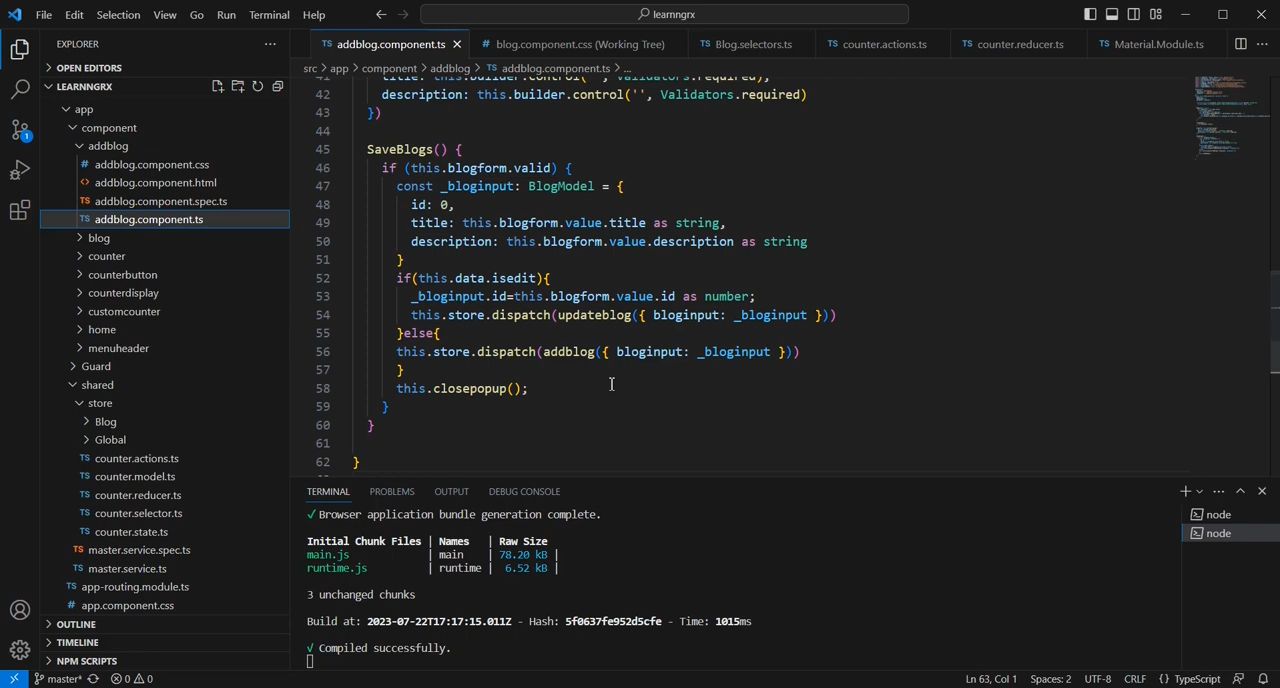 File Edit Selection View Go Run Terminal Help
learnngrx
EXPLORER
OPEN EDITORS
LEARNNGRX
app
component
addblog
addblog.component.css
addblog.component.html
addblog.component.spec.ts
addblog.component.ts
blog
counter
counterbutton
counterdisplay
customcounter
home
menuheader
Guard
shared
store
Blog
Global
counter.actions.ts
counter.model.ts
counter.reducer.ts
counter.selector.ts
counter.state.ts
master.service.spec.ts
master.service.ts
app-routing.module.ts
app.component.css
OUTLINE
TIMELINE
NPM SCRIPTS
1
TS addblog.component.ts # blog.component.css (Working Tree) TS Blog.selectors.ts TS counter.actions.ts TS counter.reducer.ts TS Material.Module.ts
src > app > component > addblog > TS addblog.component.ts > ...
41 title: this.builder.control('', Validators.required),
42 description: this.builder.control('', Validators.required)
43 })
44
45 SaveBlogs() {
46 if (this.blogform.valid) {
47 const _bloginput: BlogModel = {
48 id: 0,
49 title: this.blogform.value.title as string,
50 description: this.blogform.value.description as string
51 }
52 if(this.data.isedit){
53 _bloginput.id=this.blogform.value.id as number;
54 this.store.dispatch(updateblog({ bloginput: _bloginput }))
55 }else{
56 this.store.dispatch(addblog({ bloginput: _bloginput }))
57 }
58 this.closepopup();
59 }
60 }
61
62 }
TERMINAL PROBLEMS OUTPUT DEBUG CONSOLE
✓ Browser application bundle generation complete.
Initial Chunk Files | Names | Raw Size
main.js | main | 78.20 kB |
runtime.js | runtime | 6.52 kB |
3 unchanged chunks
Build at: 2023-07-22T17:17:15.011Z - Hash: 5f0637fe952d5cfe - Time: 1015ms
√ Compiled successfully.
node
node
master* 0 0 Ln 63, Col 1 Spaces: 2 UTF-8 CRLF {} TypeScript